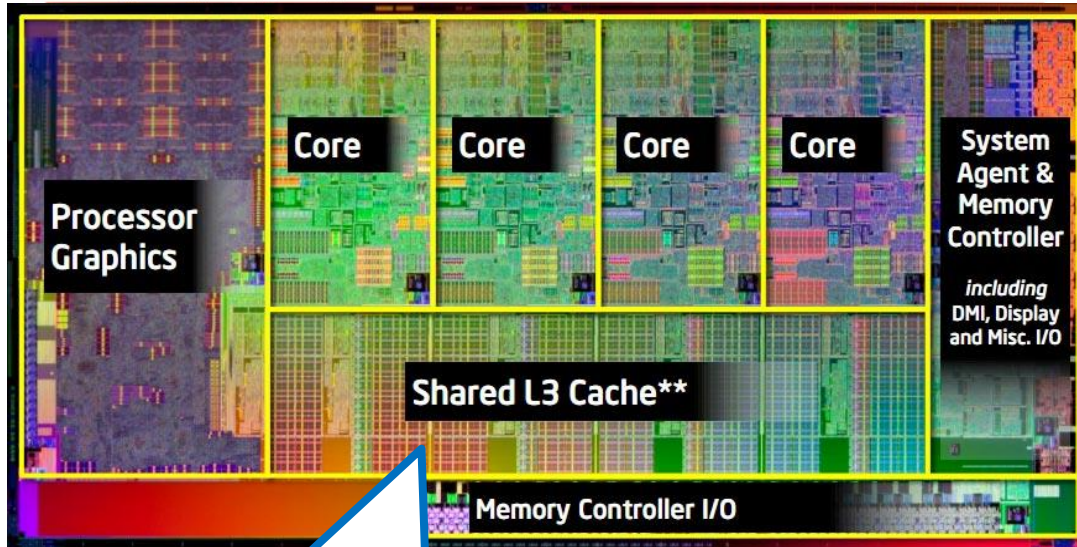 Processor
Graphics
Core
Core
Core
Core
System
Agent &
Memory
Controller
including
DMI, Display
and Misc. I/O
Shared L3 Cache**
Memory Controller I/O